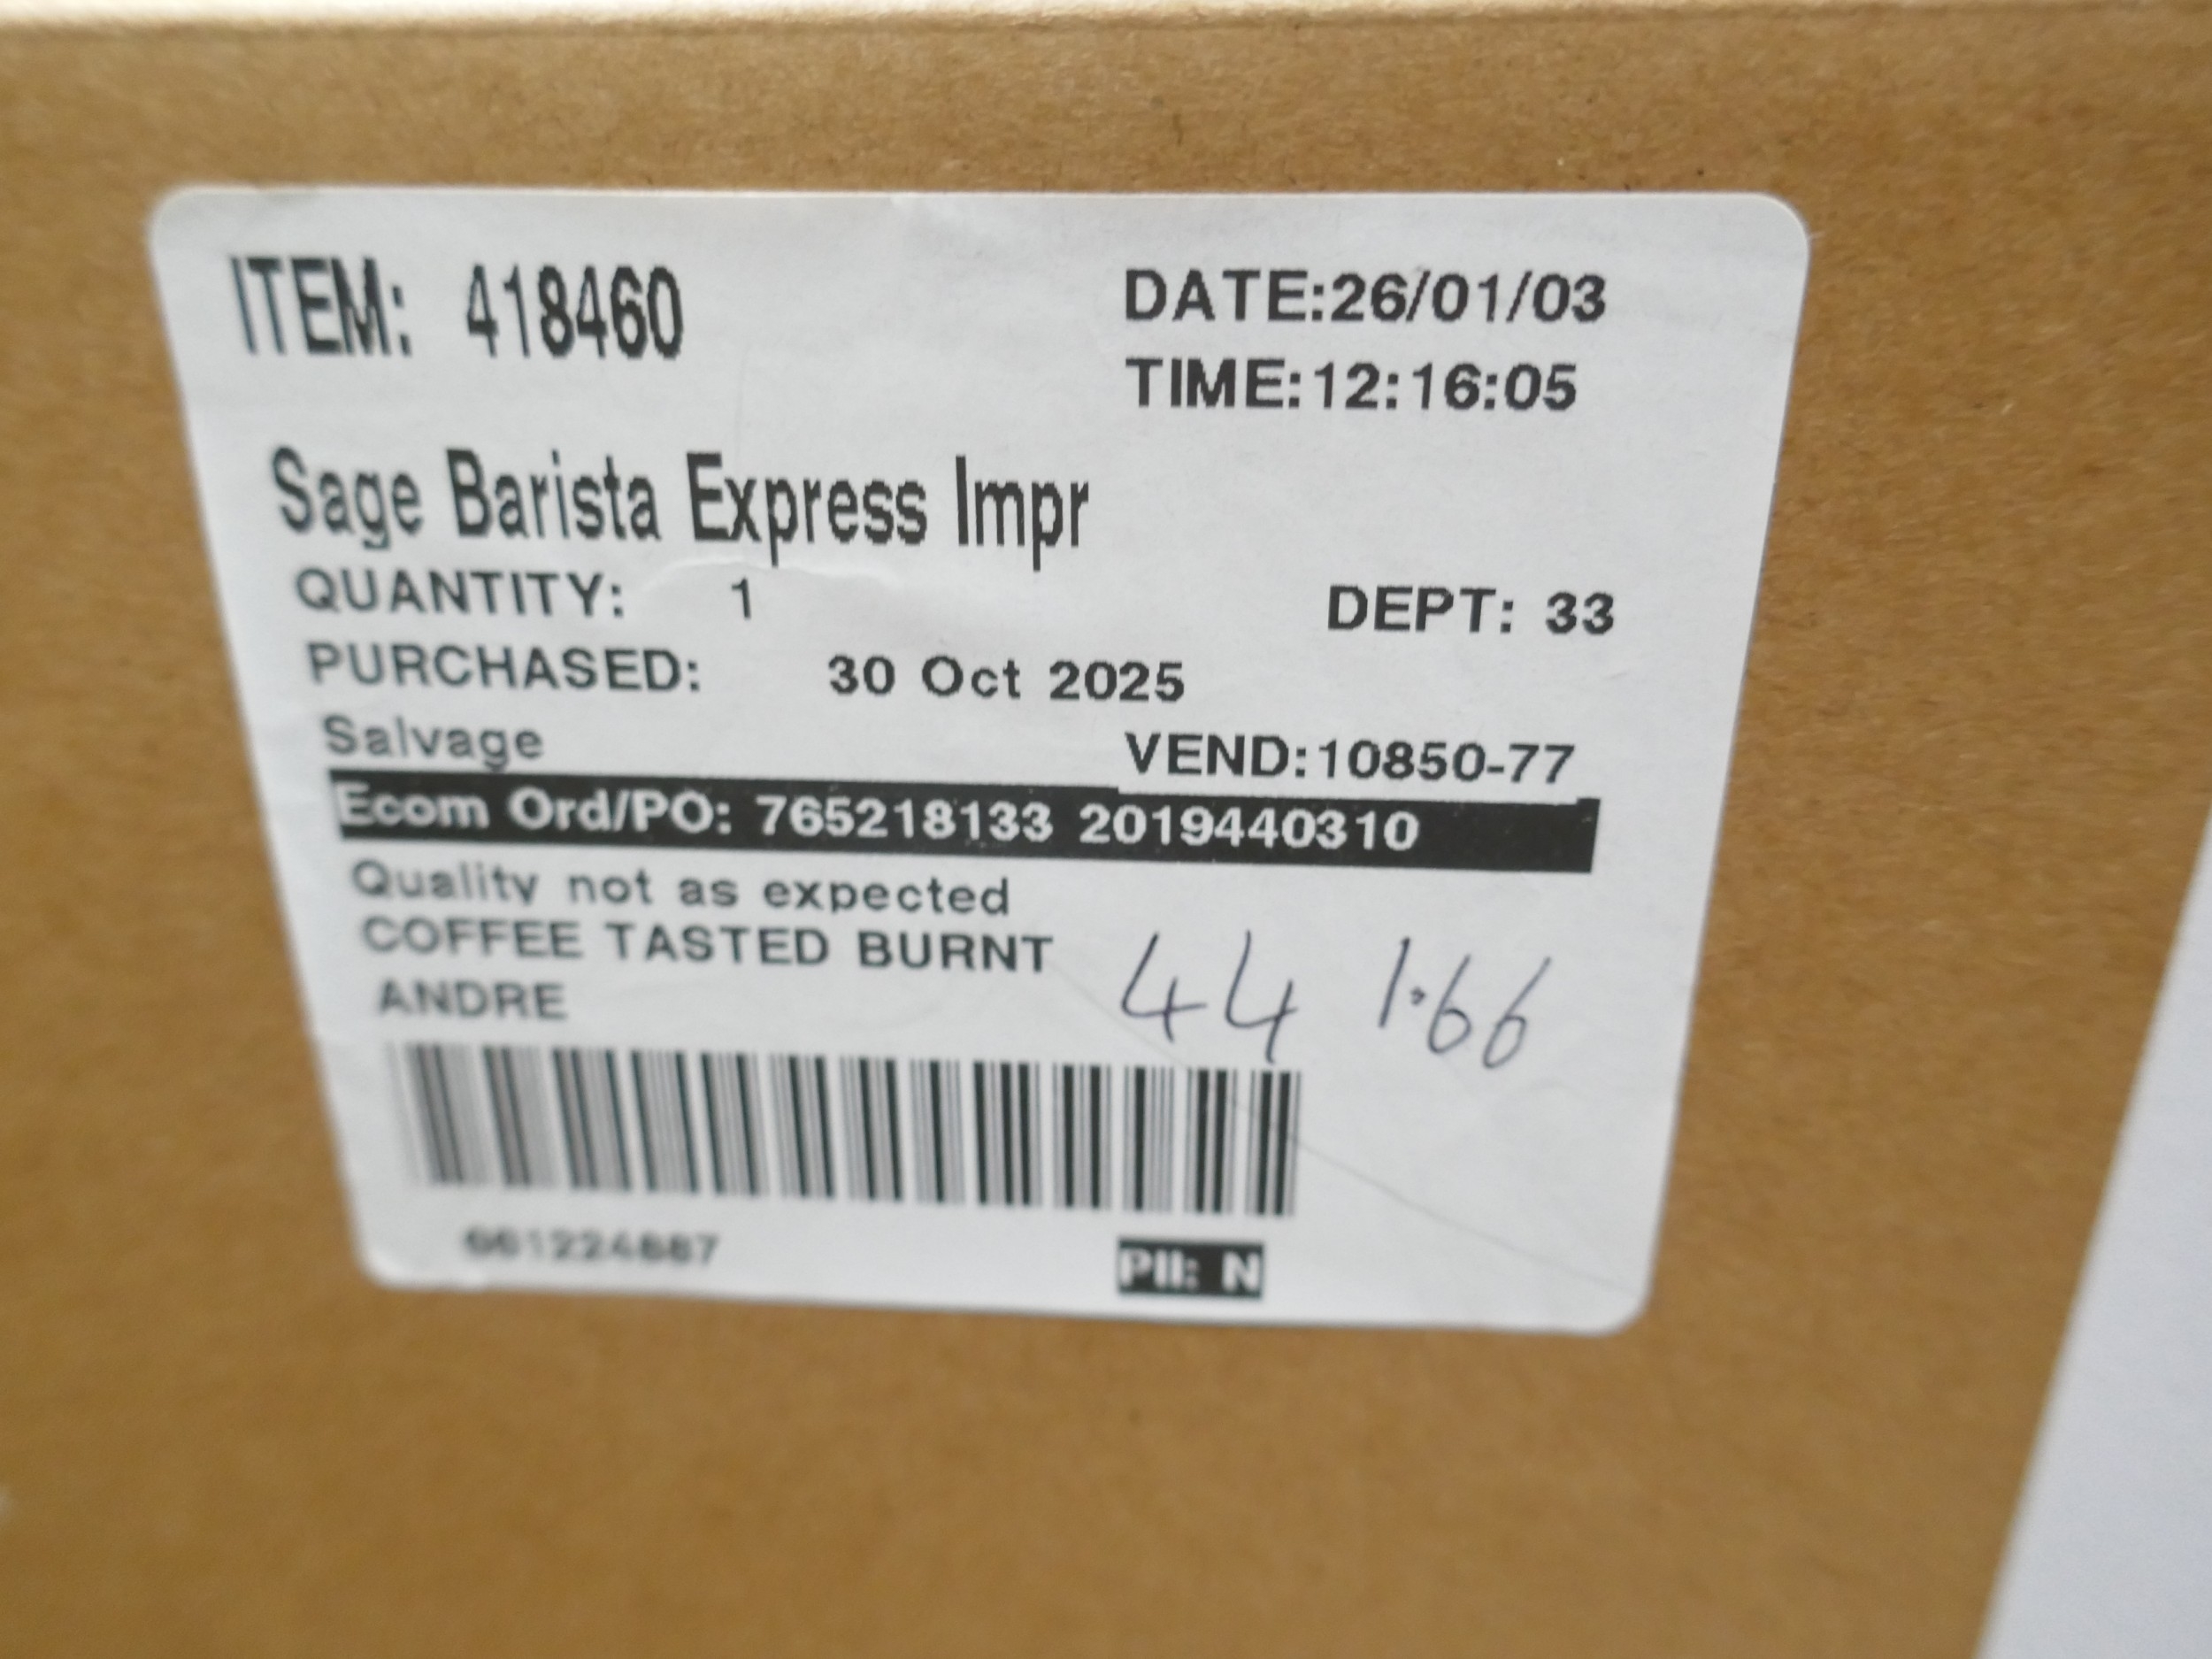 ITEM: 418460
DATE:26/01/03
TIME:12:16:05
Sage Barista Express Impr
QUANTITY: 1
DEPT: 33
PURCHASED: 30 Oct 2025
Salvage
VEND:10850-77
Ecom Ord/PO: 765218133 2019440310
Quality not as expected
COFFEE TASTED BURNT
44 1.66
ANDRE
PII: N